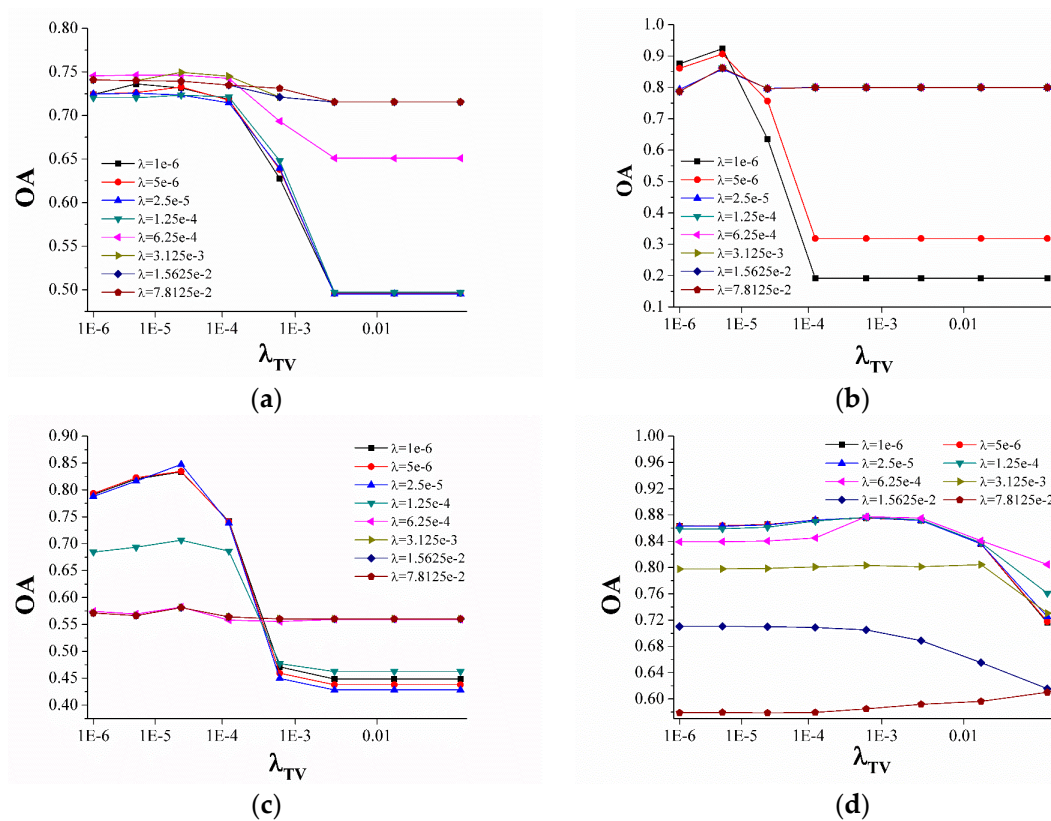 0.80
0.75
0.70
0.65
0.60
0.55
0.50
OA
λ=1e-6
λ=5e-6
λ=2.5e-5
λ=1.25e-4
λ=6.25e-4
λ=3.125e-3
λ=1.5625e-2
λ=7.8125e-2
1E-6 1E-5 1E-4 1E-3 0.01
λTV
(a)
1.0
0.9
0.8
0.7
0.6
0.5
0.4
0.3
0.2
0.1
OA
λ=1e-6
λ=5e-6
λ=2.5e-5
λ=1.25e-4
λ=6.25e-4
λ=3.125e-3
λ=1.5625e-2
λ=7.8125e-2
1E-6 1E-5 1E-4 1E-3 0.01
λTV
(b)
0.90
0.85
0.80
0.75
0.70
0.65
0.60
0.55
0.50
0.45
0.40
OA
λ=1e-6
λ=5e-6
λ=2.5e-5
λ=1.25e-4
λ=6.25e-4
λ=3.125e-3
λ=1.5625e-2
λ=7.8125e-2
1E-6 1E-5 1E-4 1E-3 0.01
λTV
(c)
1.00
0.96
0.92
0.88
0.84
0.80
0.76
0.72
0.68
0.64
0.60
OA
λ=1e-6 λ=5e-6
λ=2.5e-5 λ=1.25e-4
λ=6.25e-4 λ=3.125e-3
λ=1.5625e-2 λ=7.8125e-2
1E-6 1E-5 1E-4 1E-3 0.01
λTV
(d)